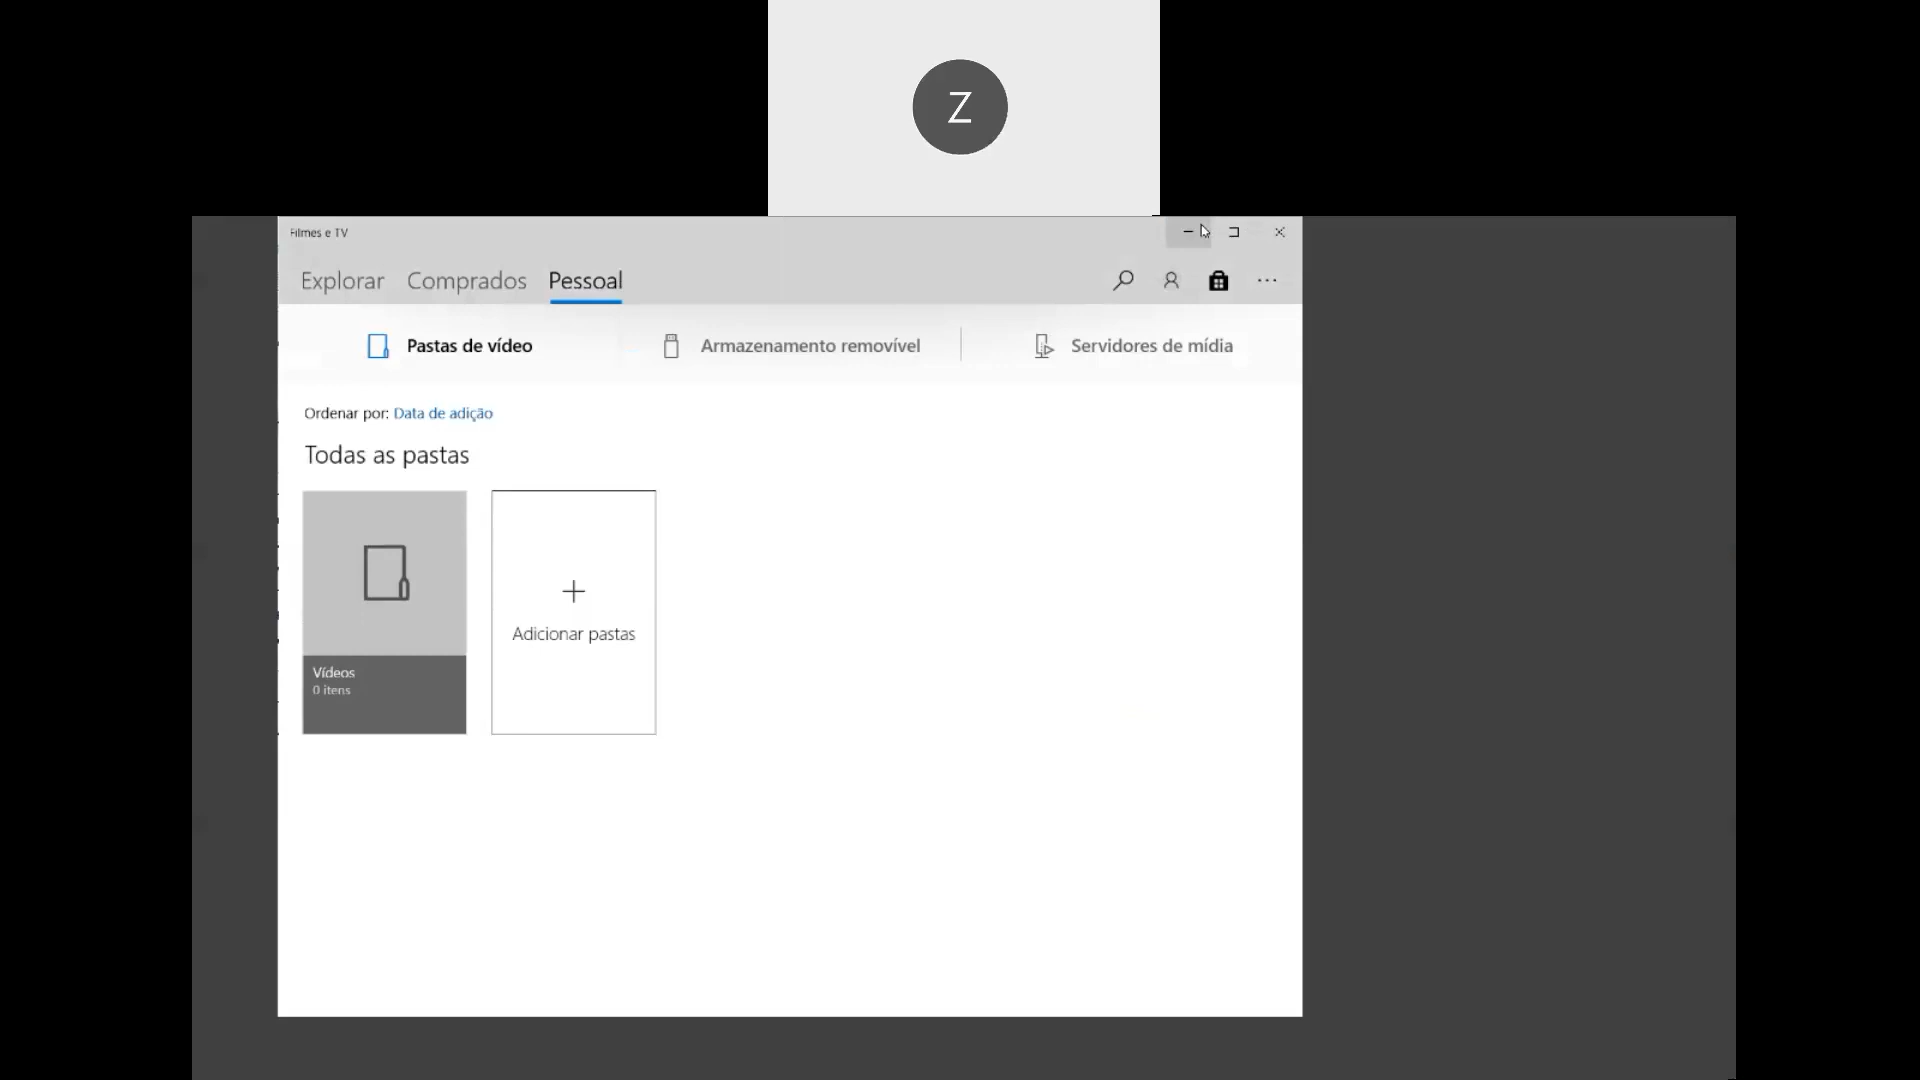 Z
Filmes e TV
Explorar Comprados Pessoal
Pastas de vídeo Armazenamento removível Servidores de mídia
Ordenar por: Data de adição
Todas as pastas
Adicionar pastas
Vídeos
0 itens